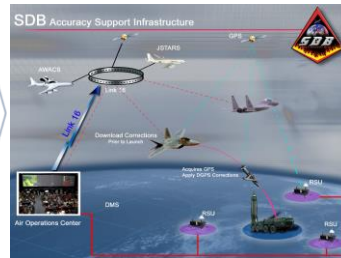 SDB Accuracy Support Infrastructure
JSTARS
GPS
SDB
AWACS
Link 16
Link 16
Download Corrections
Prior to Launch
Acquires GPS
Apply DGPS Corrections
RSU
Air Operations Center
DMS
RSU
RSU